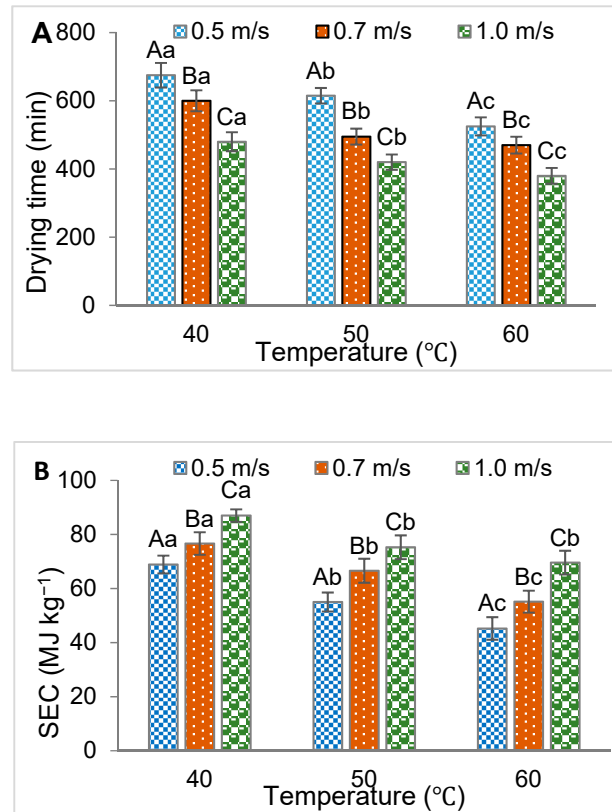 A
0.5 m/s 0.7 m/s 1.0 m/s
800
600
400
200
0
Drying time (min)
Aa Ba Ca Ab Bb Cb Ac Bc Cc
40 50 60
Temperature (℃)
B
0.5 m/s 0.7 m/s 1.0 m/s
100
80
60
40
20
0
SEC (MJ kg⁻¹)
Aa Ba Ca Ab Bb Cb Ac Bc Cb
40 50 60
Temperature (℃)